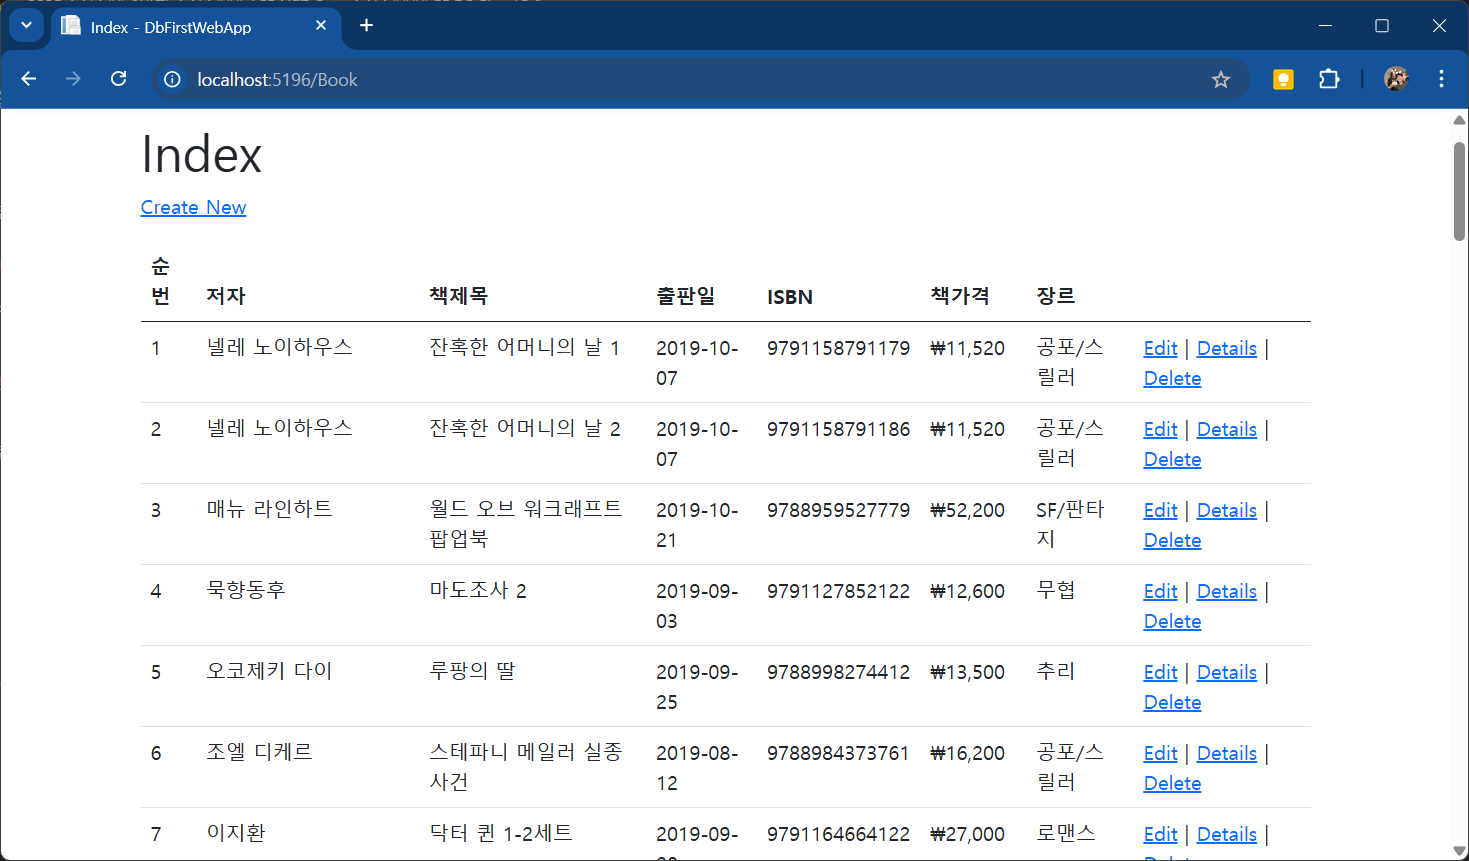 Index - DbFirstWebApp
localhost:5196/Book
Index
Create New
순번 저자 책제목 출판일 ISBN 책가격 장르
1 넬레 노이하우스 잔혹한 어머니의 날 1 2019-10-07 9791158791179 ₩11,520 공포/스릴러 Edit | Details | Delete
2 넬레 노이하우스 잔혹한 어머니의 날 2 2019-10-07 9791158791186 ₩11,520 공포/스릴러 Edit | Details | Delete
3 매뉴 라인하트 월드 오브 워크래프트 팝업북 2019-10-21 9788959527779 ₩52,200 SF/판타지 Edit | Details | Delete
4 묵향동후 마도조사 2 2019-09-03 9791127852122 ₩12,600 무협 Edit | Details | Delete
5 오코제키 다이 루팡의 딸 2019-09-25 9788998274412 ₩13,500 추리 Edit | Details | Delete
6 조엘 디케르 스테파니 메일러 실종 사건 2019-08-12 9788984373761 ₩16,200 공포/스릴러 Edit | Details | Delete
7 이지환 닥터 퀸 1-2세트 2019-09- 9791164664122 ₩27,000 로맨스 Edit | Details |